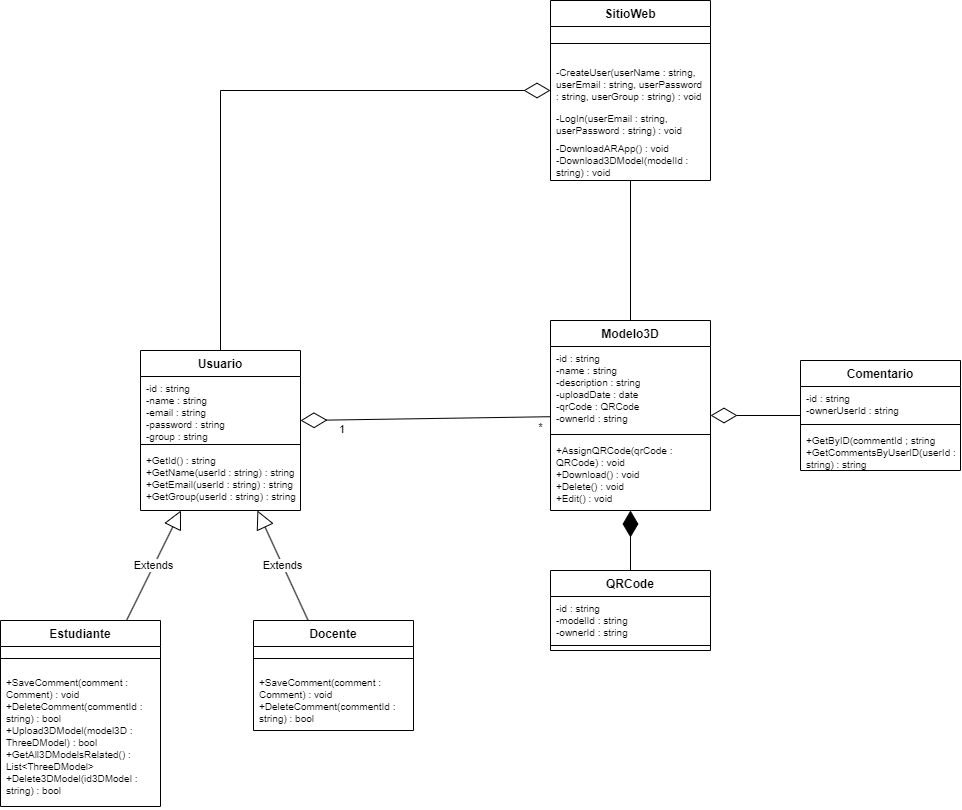 SitioWeb
-CreateUser(userName : string,
userEmail : string, userPassword
: string, userGroup : string) : void
-LogIn(userEmail : string,
userPassword : string) : void
-DownloadARApp() : void
-Download3DModel(modelId :
string) : void
Usuario
-id : string
-name : string
-email : string
-password : string
-group : string
+GetId() : string
+GetName(userId : string) : string
+GetEmail(userId : string) : string
+GetGroup(userId : string) : string
1
*
Modelo3D
-id : string
-name : string
-description : string
-uploadDate : date
-qrCode : QRCode
-ownerId : string
+AssignQRCode(qrCode :
QRCode) : void
+Download() : void
+Delete() : void
+Edit() : void
Comentario
-id : string
-ownerUserId : string
+GetByID(commentId ; string
+GetCommentsByUserID(userId :
string) : string
Extends
Extends
QRCode
-id : string
-modelId : string
-ownerId : string
Estudiante
+SaveComment(comment :
Comment) : void
+DeleteComment(commentId :
string) : bool
+Upload3DModel(model3D :
ThreeDModel) : bool
+GetAll3DModelsRelated() :
List<ThreeDModel>
+Delete3DModel(id3DModel :
string) : bool
Docente
+SaveComment(comment :
Comment) : void
+DeleteComment(commentId :
string) : bool